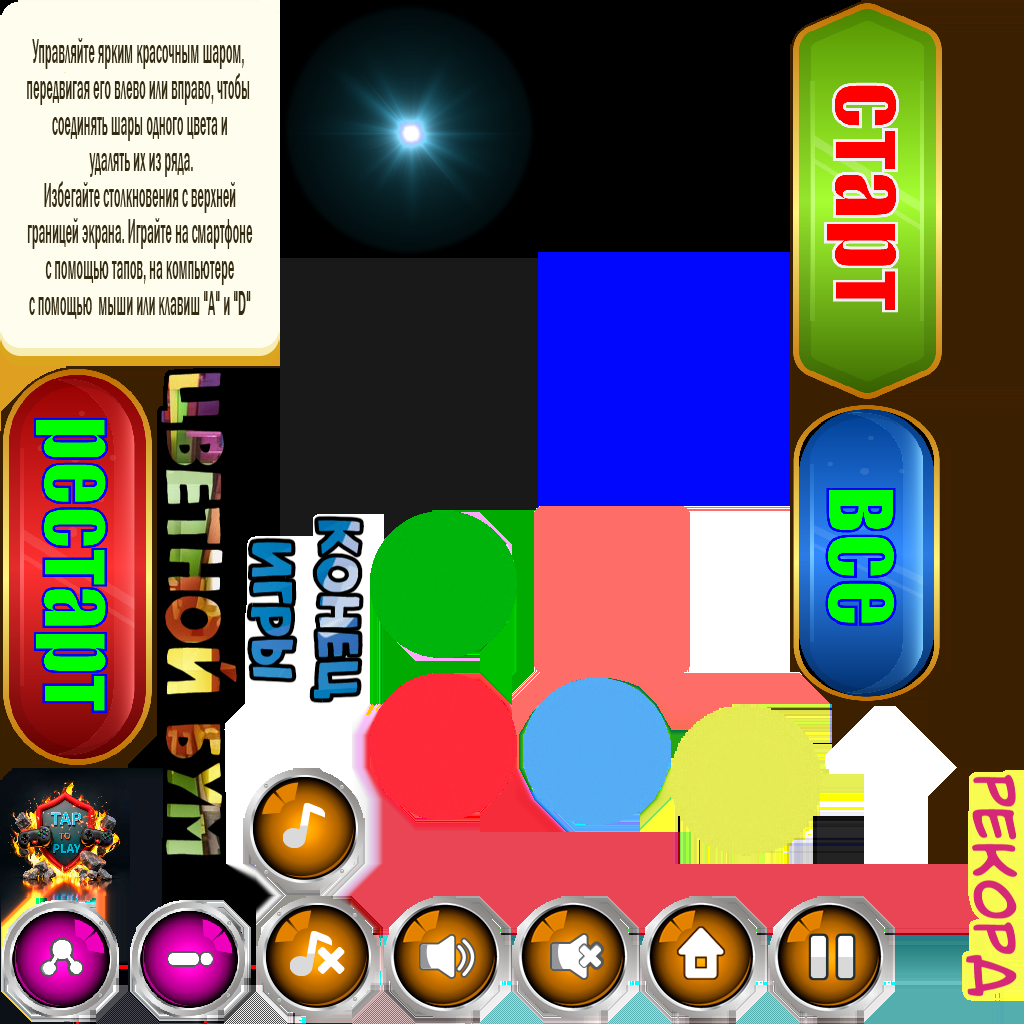 Управляйте ярким красочным шаром,
передвигая его влево или вправо, чтобы
соединять шары одного цвета и
удалять их из ряда.
Избегайте столкновения с верхней
границей экрана. Играйте на смартфоне
с помощью тапов, на компьютере
с помощью мыши или клавиш "А" и "D"
старт
рестарт
ЦВЕТНОЙ БУМ
КОНЕЦ
ИГРЫ
все
TAP
TO
PLAY
РЕКОРД